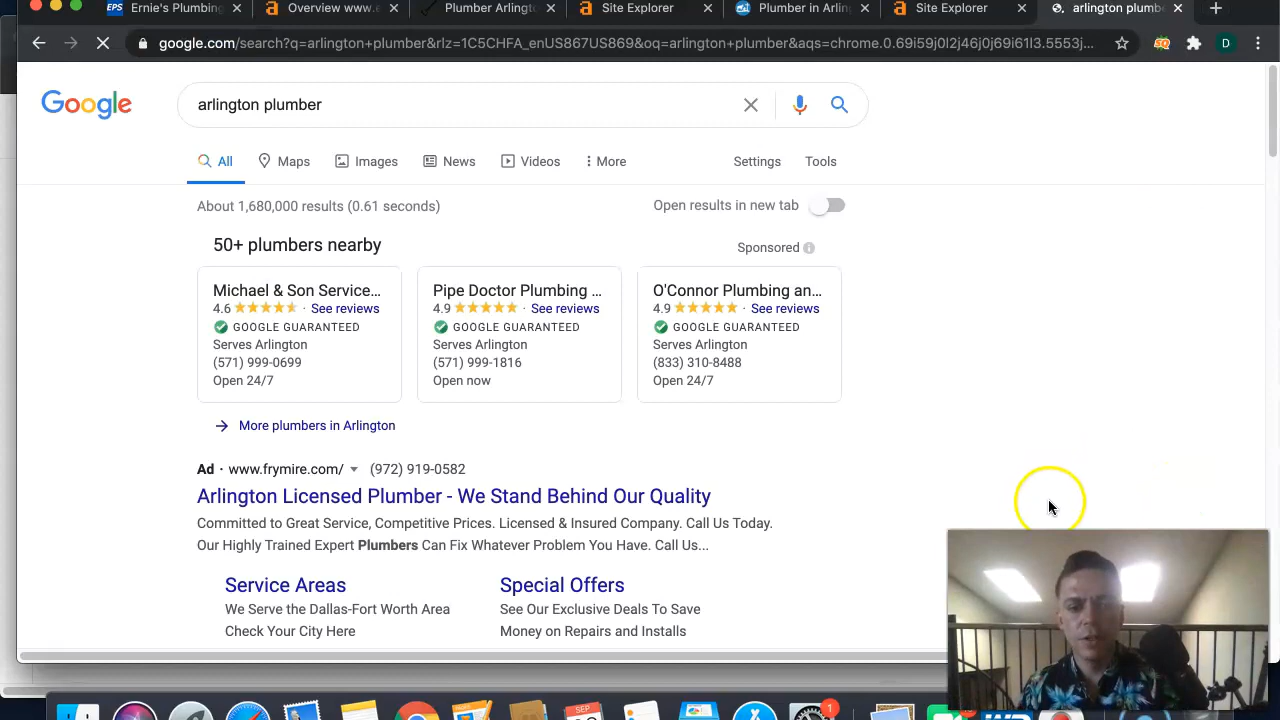 Ernie's Plumbing
Overview www.e
Plumber Arlingt
Site Explorer
Plumber in Arling
Site Explorer
arlington plumb
google.com/search?q=arlington+plumber&rlz=1C5CHFA_enUS867US869&oq=arlington+plumber&aqs=chrome.0.69i59j0l2j46j0j69i61l3.5553j...
SQ
D
Google
arlington plumber
All
Maps
Images
News
Videos
More
Settings
Tools
About 1,680,000 results (0.61 seconds)
Open results in new tab
50+ plumbers nearby
Sponsored
Michael & Son Service...
4.6 · See reviews
GOOGLE GUARANTEED
Serves Arlington
(571) 999-0699
Open 24/7
Pipe Doctor Plumbing ...
4.9 · See reviews
GOOGLE GUARANTEED
Serves Arlington
(571) 999-1816
Open now
O'Connor Plumbing an...
4.9 · See reviews
GOOGLE GUARANTEED
Serves Arlington
(833) 310-8488
Open 24/7
More plumbers in Arlington
Ad · www.frymire.com/ (972) 919-0582
Arlington Licensed Plumber - We Stand Behind Our Quality
Committed to Great Service, Competitive Prices. Licensed & Insured Company. Call Us Today.
Our Highly Trained Expert Plumbers Can Fix Whatever Problem You Have. Call Us...
Service Areas
We Serve the Dallas-Fort Worth Area
Check Your City Here
Special Offers
See Our Exclusive Deals To Save
Money on Repairs and Installs
SEP
1